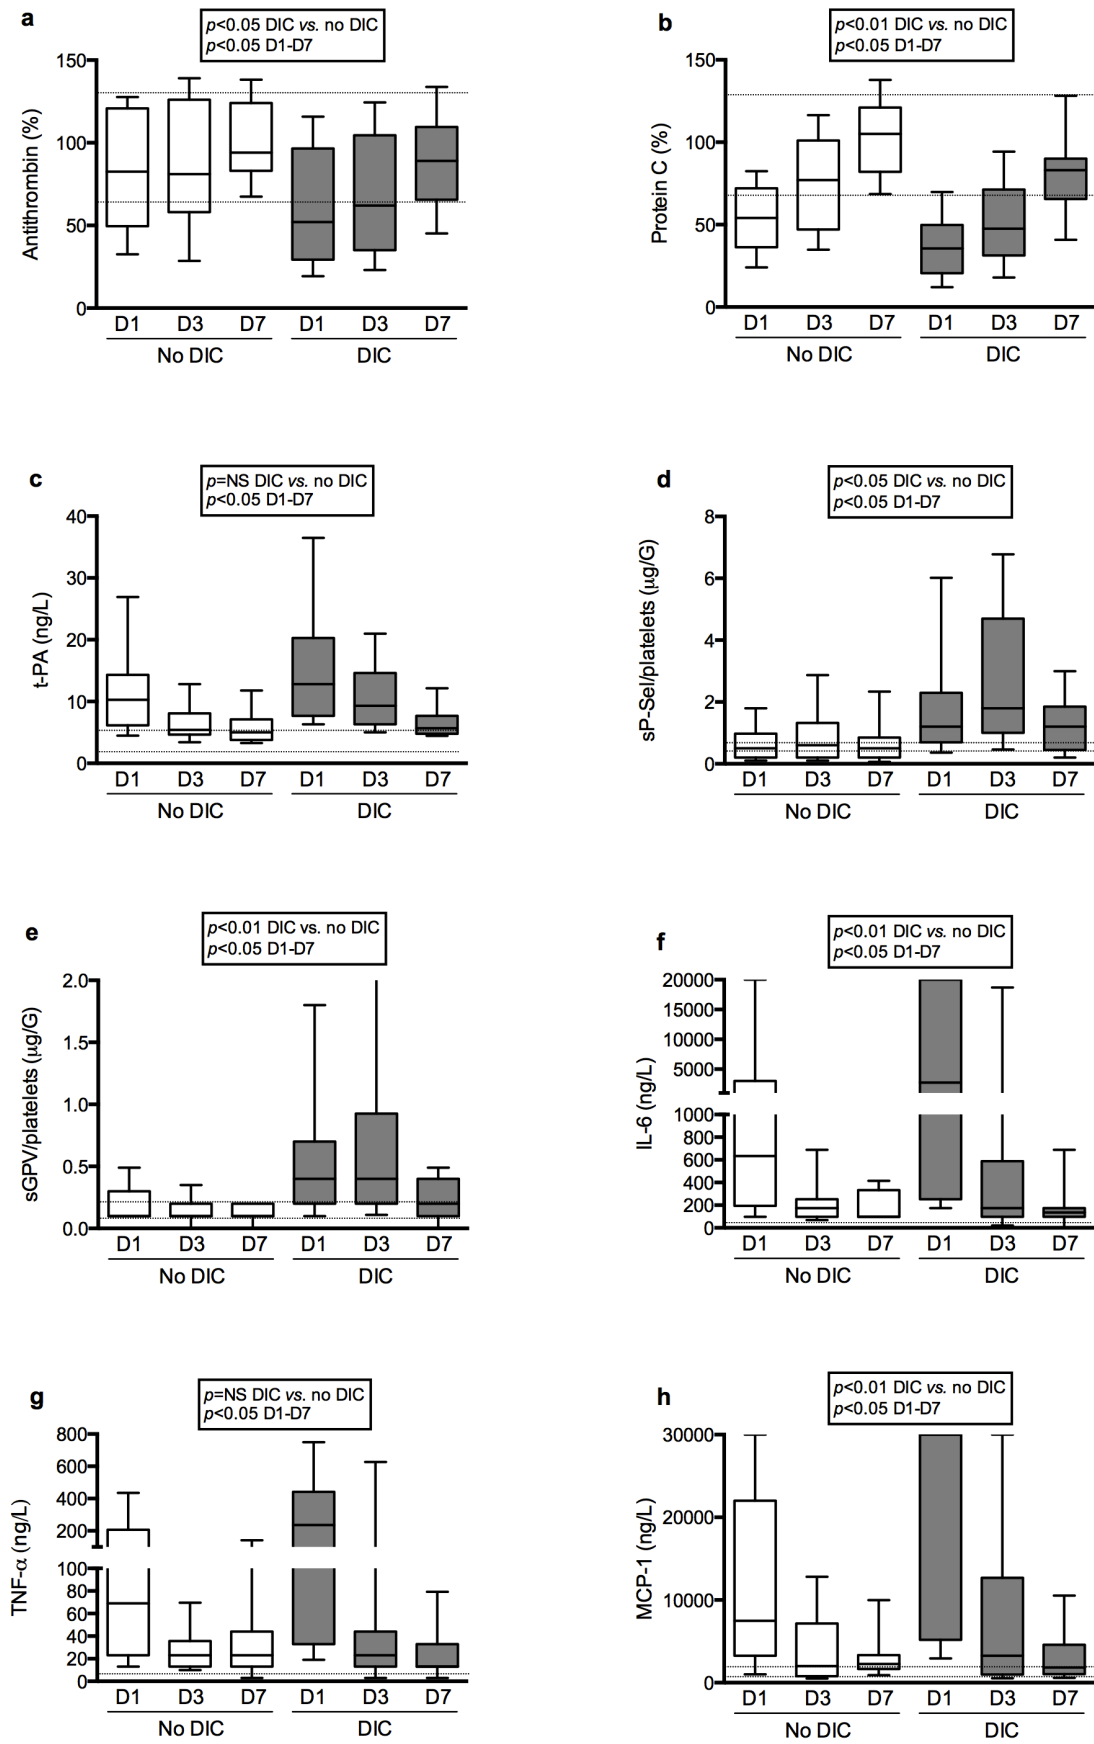 a
p<0.05 DIC vs. no DIC
p<0.05 D1-D7
Antithrombin (%)
150
100
50
0
D1 D3 D7 D1 D3 D7
No DIC DIC
b
p<0.01 DIC vs. no DIC
p<0.05 D1-D7
Protein C (%)
150
100
50
0
D1 D3 D7 D1 D3 D7
No DIC DIC
c
p=NS DIC vs. no DIC
p<0.05 D1-D7
t-PA (ng/L)
40
30
20
10
0
D1 D3 D7 D1 D3 D7
No DIC DIC
d
p<0.05 DIC vs. no DIC
p<0.05 D1-D7
sP-Sel/platelets (µg/G)
8
6
4
2
0
D1 D3 D7 D1 D3 D7
No DIC DIC
e
p<0.01 DIC vs. no DIC
p<0.05 D1-D7
sGPV/platelets (µg/G)
2.0
1.5
1.0
0.5
0.0
D1 D3 D7 D1 D3 D7
No DIC DIC
f
p<0.01 DIC vs. no DIC
p<0.05 D1-D7
IL-6 (ng/L)
20000
15000
10000
5000
1000
800
600
400
200
0
D1 D3 D7 D1 D3 D7
No DIC DIC
g
p=NS DIC vs. no DIC
p<0.05 D1-D7
TNF-α (ng/L)
800
600
400
200
100
80
60
40
20
0
D1 D3 D7 D1 D3 D7
No DIC DIC
h
p<0.01 DIC vs. no DIC
p<0.05 D1-D7
MCP-1 (ng/L)
30000
20000
10000
0
D1 D3 D7 D1 D3 D7
No DIC DIC